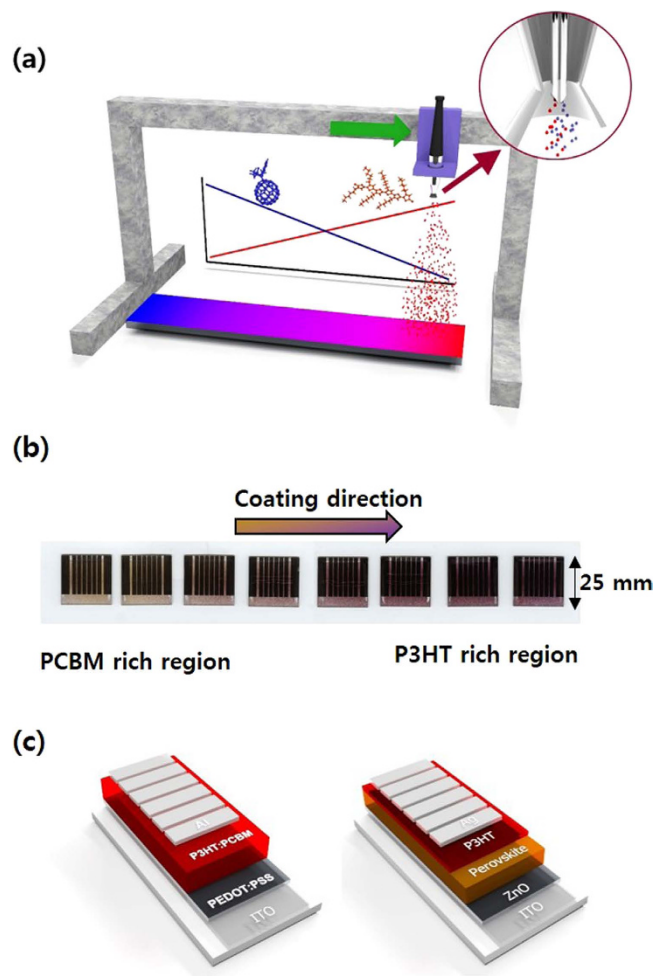 (a)
(b)
Coating direction
25 mm
PCBM rich region
P3HT rich region
(c)
Al
P3HT:PCBM
PEDOT:PSS
ITO
P3HT
Perovskite
ZnO
ITO